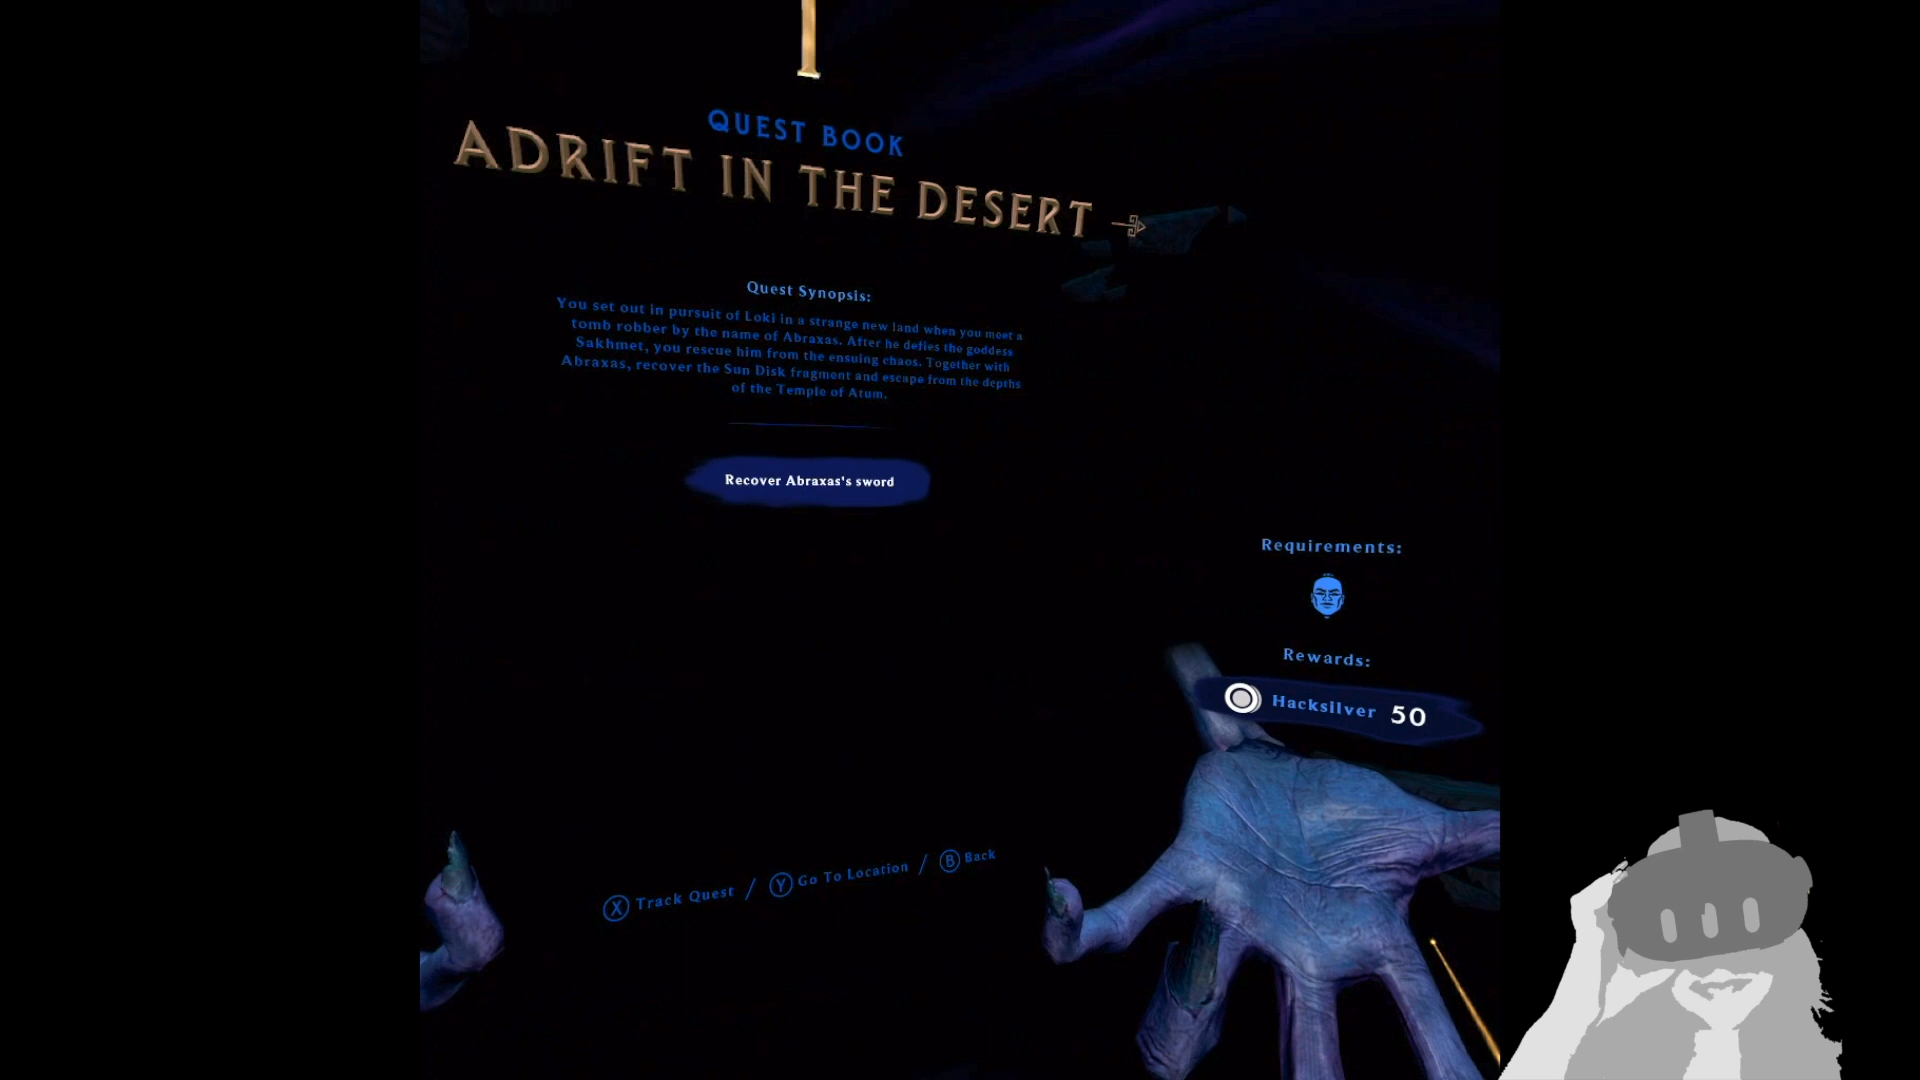 QUEST BOOK
ADRIFT IN THE DESERT
Quest Synopsis:
You set out in pursuit of Loki in a strange new land when you meet a
tomb robber by the name of Abraxas. After he defies the goddess
Sakhmet, you rescue him from the ensuing chaos. Together with
Abraxas, recover the Sun Disk fragment and escape from the depths
of the Temple of Atum.
Recover Abraxas's sword
Requirements:
Rewards:
Hacksilver 50
X Track Quest / Y Go To Location / B Back